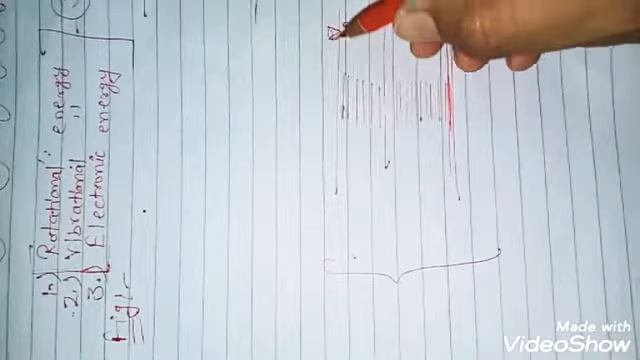 1.) Rotational energy
2.) Vibrational "
3.) Electronic energy
fig:-
Made with
VideoShow